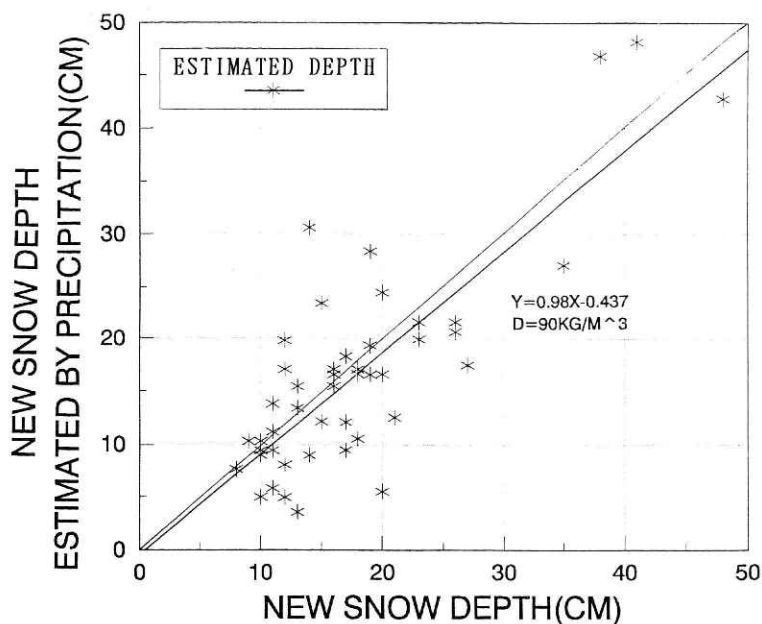 NEW SNOW DEPTH
ESTIMATED BY PRECIPITATION(CM)
50
40
30
20
10
0
ESTIMATED DEPTH
Y=0.98X-0.437
D=90KG/M^3
0
10
20
30
40
50
NEW SNOW DEPTH(CM)